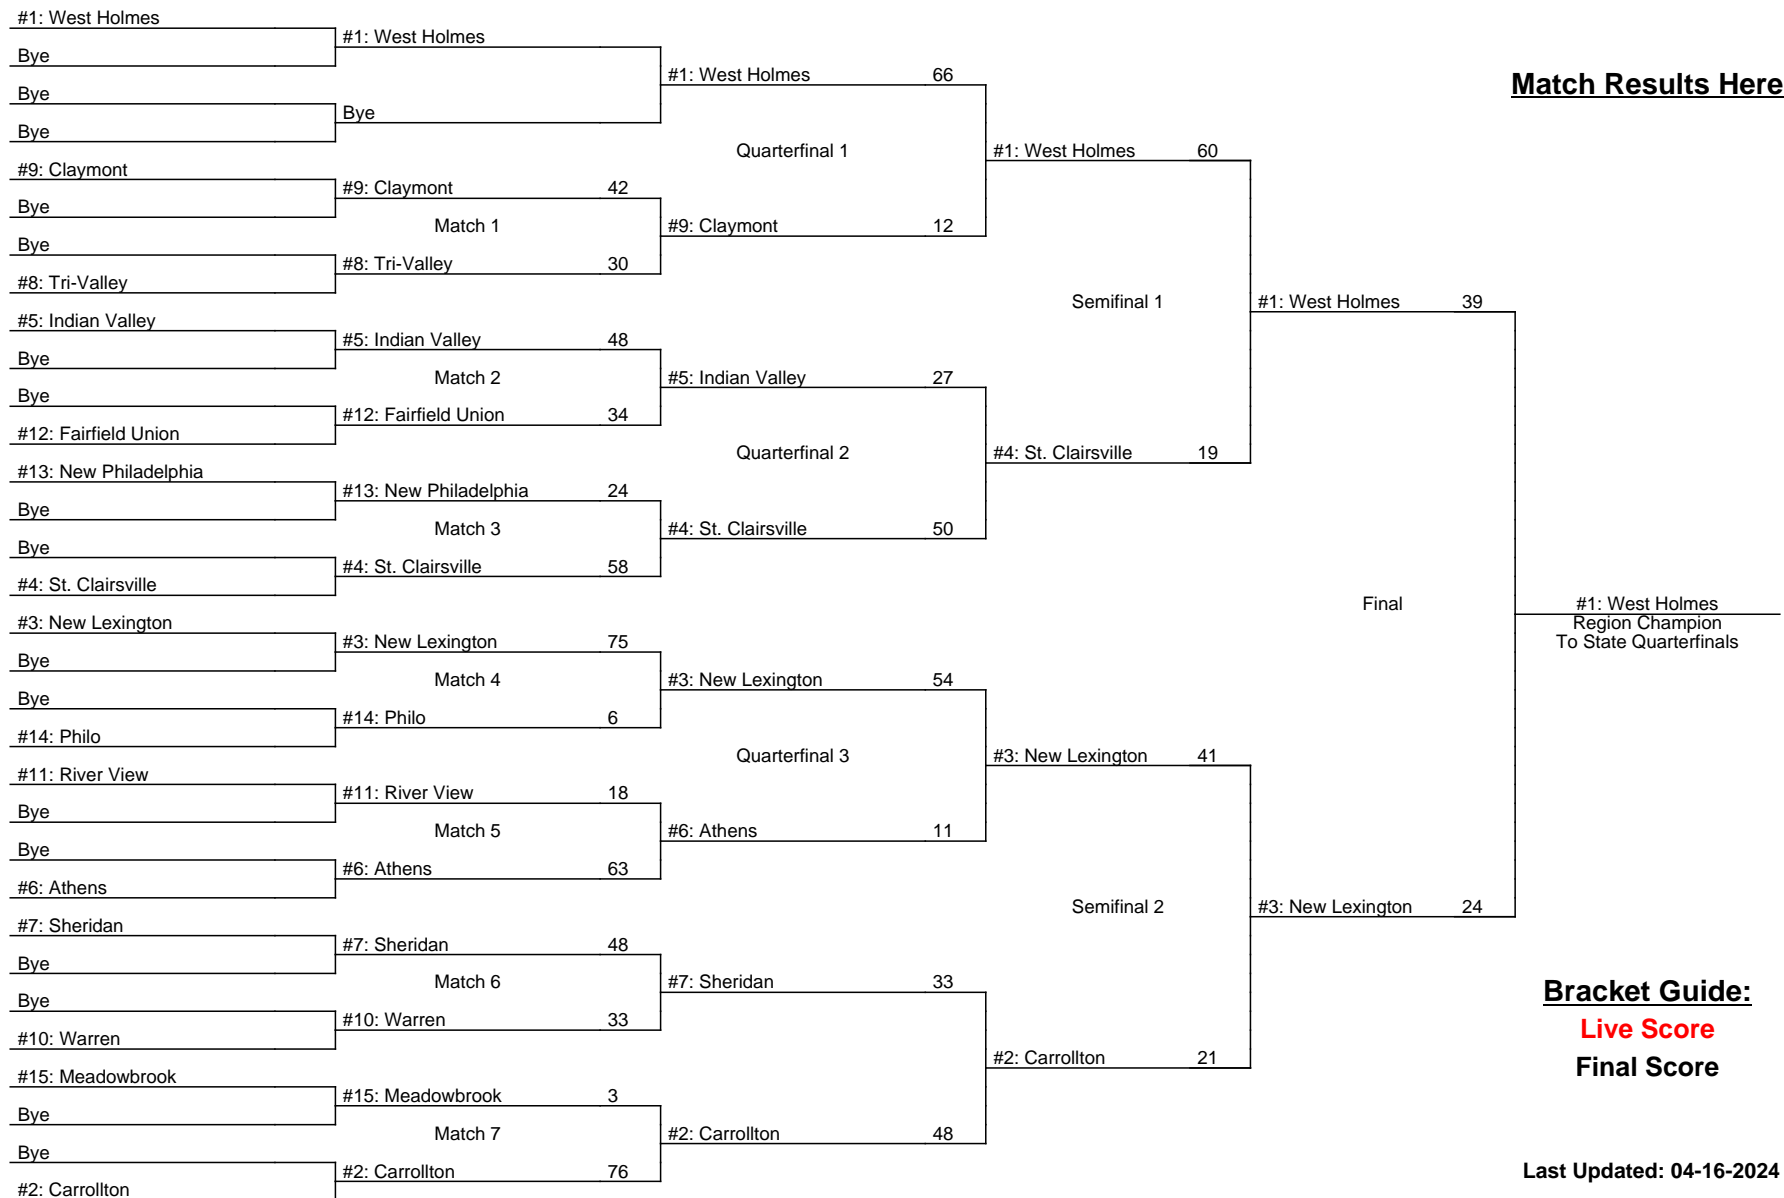 #1: West Holmes
Bye
Bye
Bye
#9: Claymont
Bye
Bye
#8: Tri-Valley
#5: Indian Valley
Bye
Bye
#12: Fairfield Union
#13: New Philadelphia
Bye
Bye
#4: St. Clairsville
#3: New Lexington
Bye
Bye
#14: Philo
#11: River View
Bye
Bye
#6: Athens
#7: Sheridan
Bye
Bye
#10: Warren
#15: Meadowbrook
Bye
Bye
#2: Carrollton
#1: West Holmes
Bye
#9: Claymont 42
Match 1
#8: Tri-Valley 30
#5: Indian Valley 48
Match 2
#12: Fairfield Union 34
#13: New Philadelphia 24
Match 3
#4: St. Clairsville 58
#3: New Lexington 75
Match 4
#14: Philo 6
#11: River View 18
Match 5
#6: Athens 63
#7: Sheridan 48
Match 6
#10: Warren 33
#15: Meadowbrook 3
Match 7
#2: Carrollton 76
#1: West Holmes 66
Quarterfinal 1
#9: Claymont 12
#5: Indian Valley 27
Quarterfinal 2
#4: St. Clairsville 50
#3: New Lexington 54
Quarterfinal 3
#6: Athens 11
#7: Sheridan 33
#2: Carrollton 48
#1: West Holmes 60
Semifinal 1
#4: St. Clairsville 19
#3: New Lexington 41
Semifinal 2
#2: Carrollton 21
#1: West Holmes 39
Final
#3: New Lexington 24
#1: West Holmes
Region Champion
To State Quarterfinals
Match Results Here
Bracket Guide:
Live Score
Final Score
Last Updated: 04-16-2024